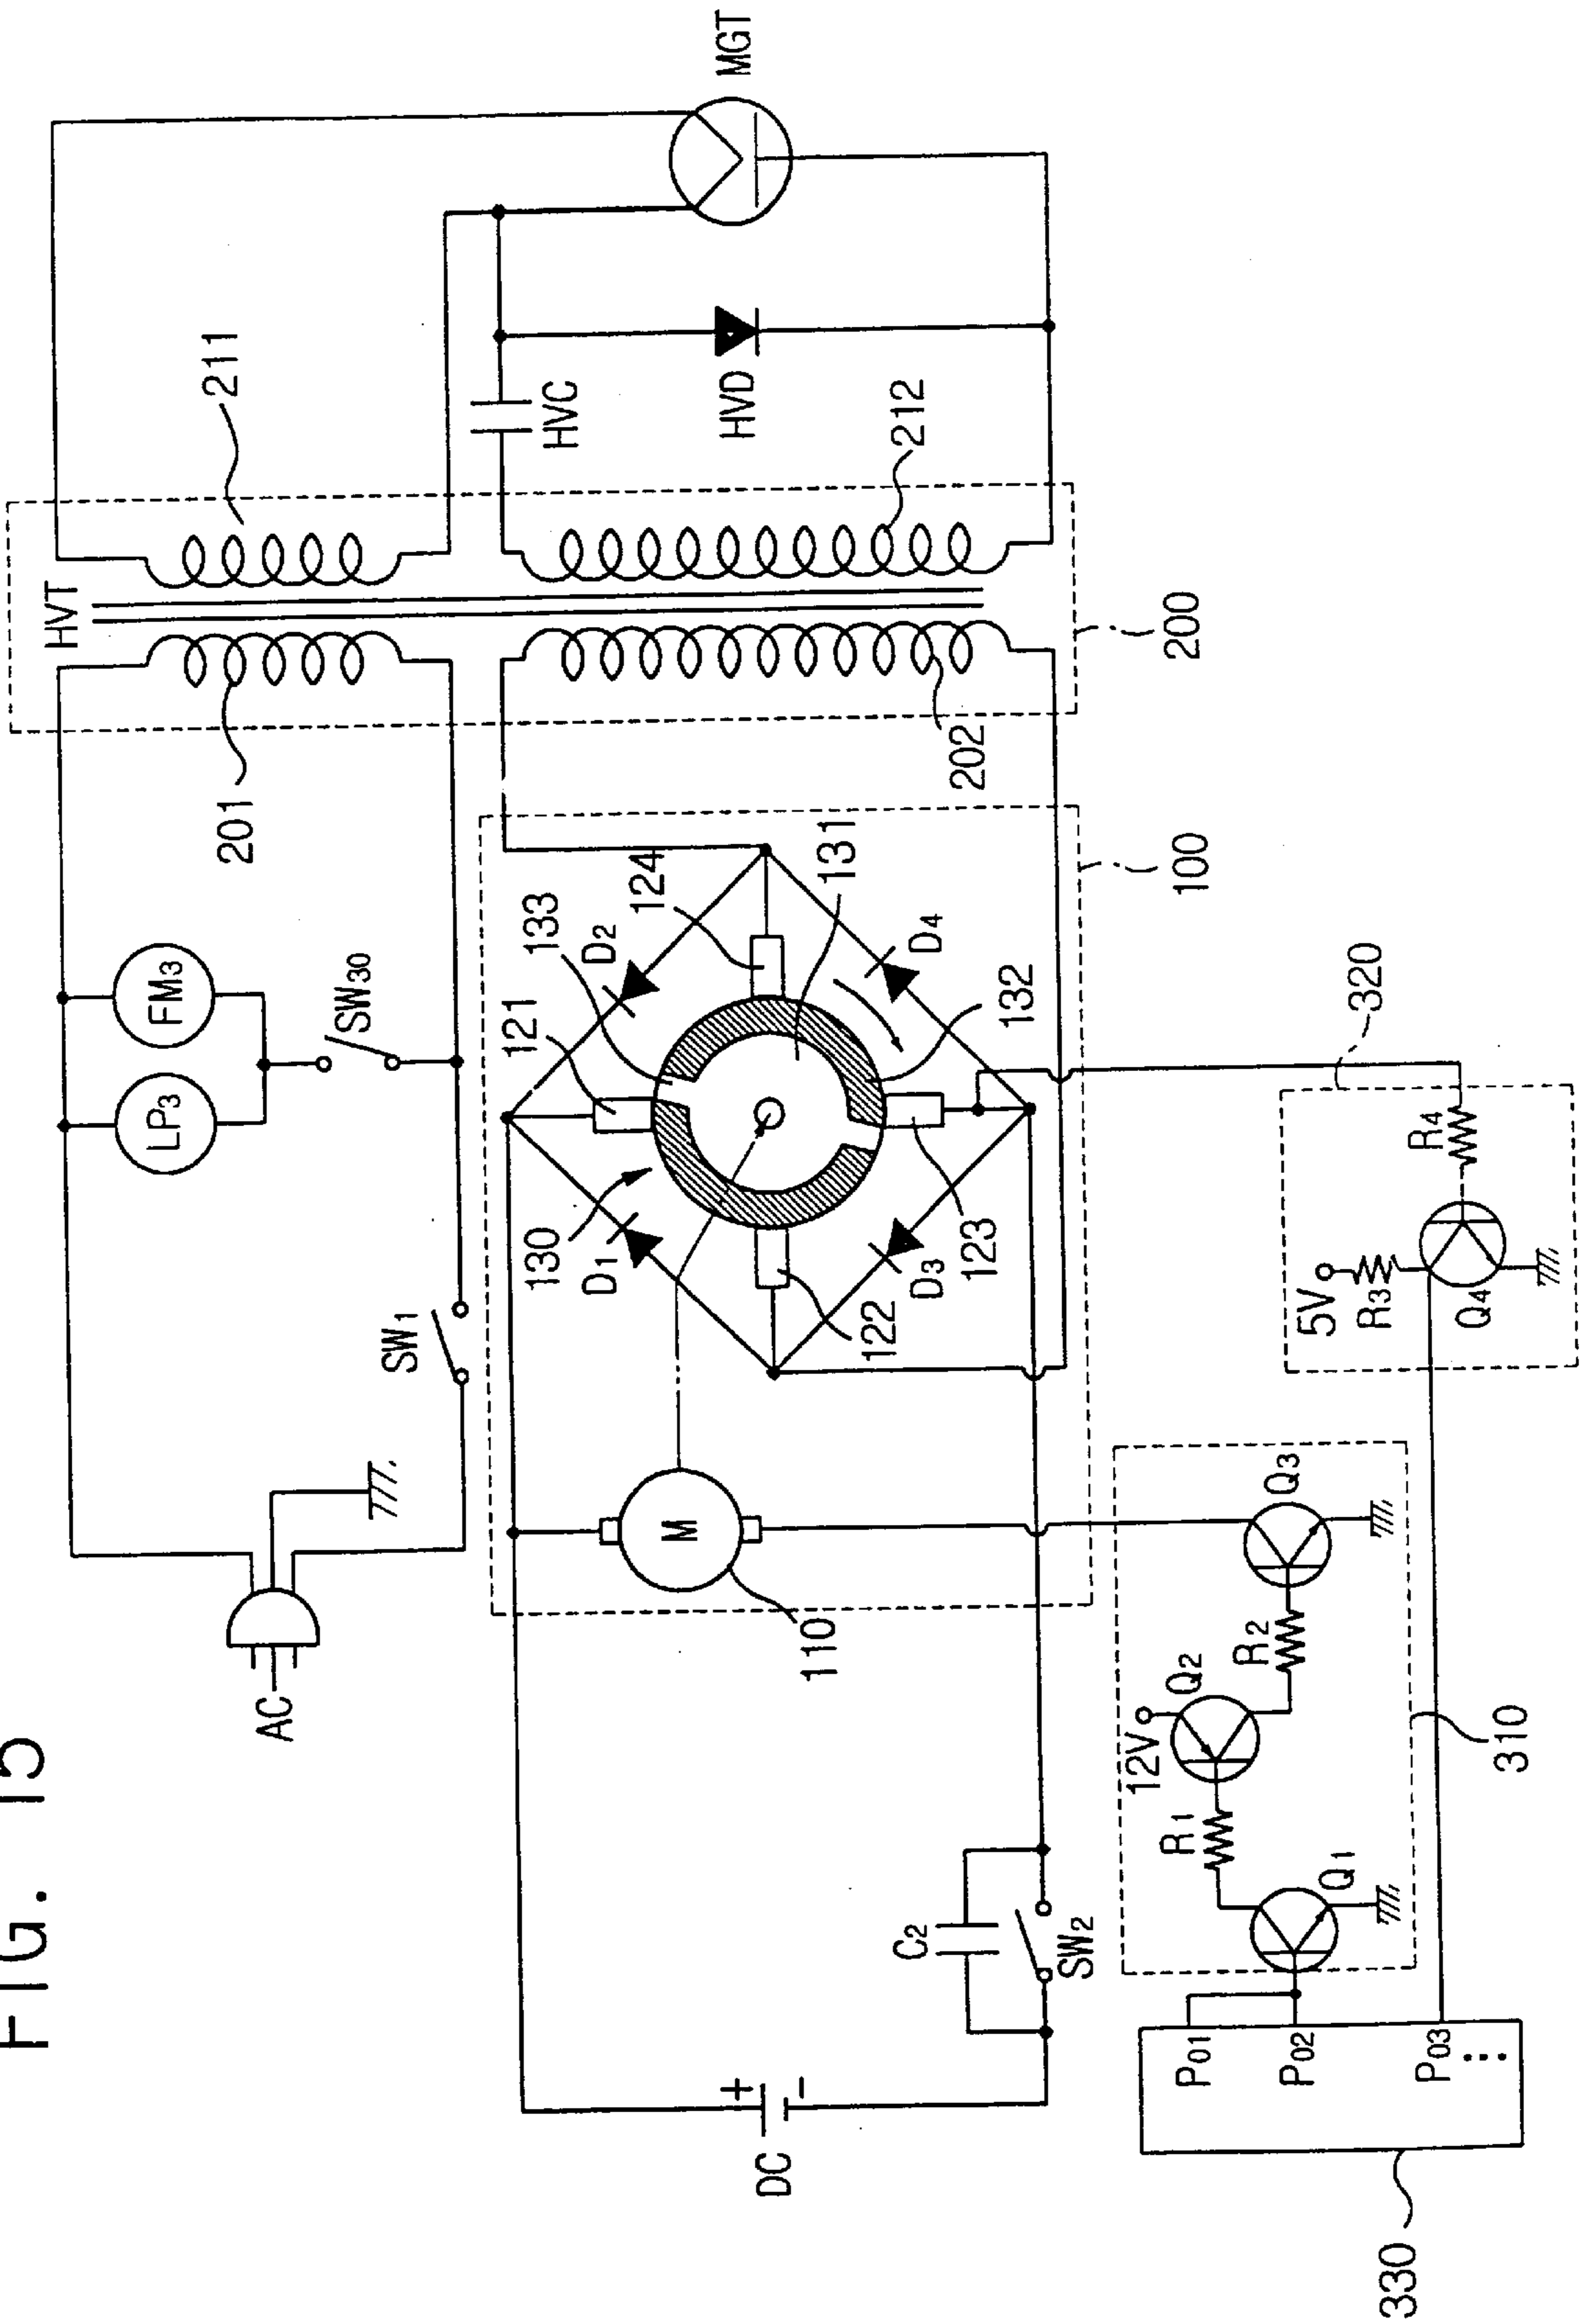 FIG. 15
AC
SW1
LP3
FM3
SW30
201
HVT
211
HVC
HVD
212
MGT
202
200
100
DC
+
-
C2
SW2
M
110
130
121
133
D2
124
131
D1
122
D3
123
132
D4
330
P01
P02
P03
Q1
R1
12V
Q2
R2
Q3
310
5V
R3
Q4
R4
320